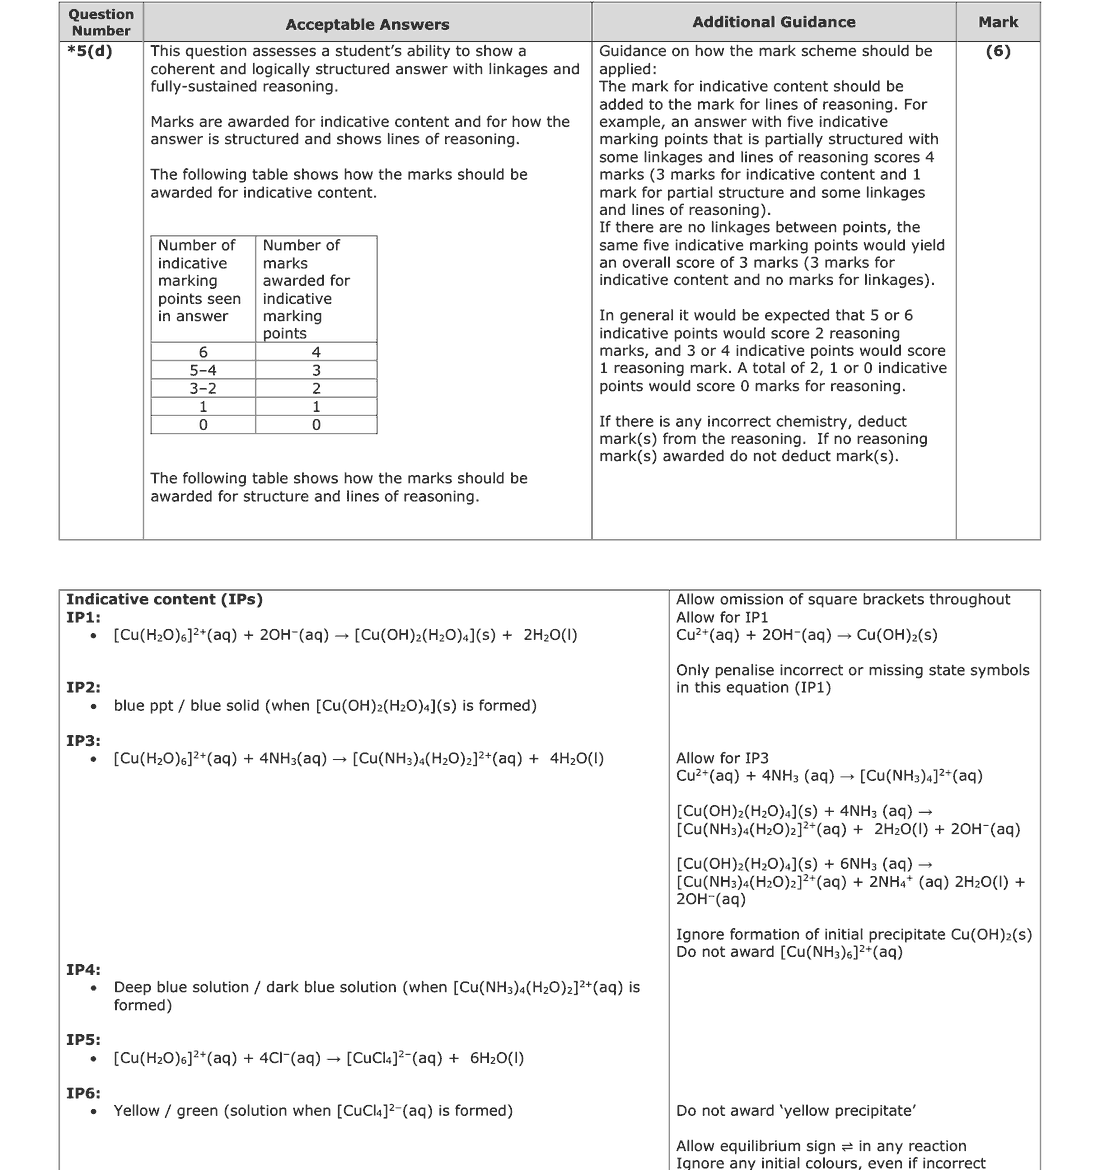 Question Number
Acceptable Answers
Additional Guidance
Mark
*5(d)
This question assesses a student's ability to show a
coherent and logically structured answer with linkages and
fully-sustained reasoning.
Marks are awarded for indicative content and for how the
answer is structured and shows lines of reasoning.
The following table shows how the marks should be
awarded for indicative content.
Number of
indicative
marking
points seen
in answer
Number of
marks
awarded for
indicative
marking
points
6 4
5–4 3
3–2 2
1 1
0 0
The following table shows how the marks should be
awarded for structure and lines of reasoning.
Guidance on how the mark scheme should be
applied:
The mark for indicative content should be
added to the mark for lines of reasoning. For
example, an answer with five indicative
marking points that is partially structured with
some linkages and lines of reasoning scores 4
marks (3 marks for indicative content and 1
mark for partial structure and some linkages
and lines of reasoning).
If there are no linkages between points, the
same five indicative marking points would yield
an overall score of 3 marks (3 marks for
indicative content and no marks for linkages).
In general it would be expected that 5 or 6
indicative points would score 2 reasoning
marks, and 3 or 4 indicative points would score
1 reasoning mark. A total of 2, 1 or 0 indicative
points would score 0 marks for reasoning.
If there is any incorrect chemistry, deduct
mark(s) from the reasoning. If no reasoning
mark(s) awarded do not deduct mark(s).
(6)
Indicative content (IPs)
IP1:
• [Cu(H₂O)₆]²⁺(aq) + 2OH⁻(aq) → [Cu(OH)₂(H₂O)₄](s) + 2H₂O(l)
IP2:
• blue ppt / blue solid (when [Cu(OH)₂(H₂O)₄](s) is formed)
IP3:
• [Cu(H₂O)₆]²⁺(aq) + 4NH₃(aq) → [Cu(NH₃)₄(H₂O)₂]²⁺(aq) + 4H₂O(l)
IP4:
• Deep blue solution / dark blue solution (when [Cu(NH₃)₄(H₂O)₂]²⁺(aq) is
formed)
IP5:
• [Cu(H₂O)₆]²⁺(aq) + 4Cl⁻(aq) → [CuCl₄]²⁻(aq) + 6H₂O(l)
IP6:
• Yellow / green (solution when [CuCl₄]²⁻(aq) is formed)
Allow omission of square brackets throughout
Allow for IP1
Cu²⁺(aq) + 2OH⁻(aq) → Cu(OH)₂(s)
Only penalise incorrect or missing state symbols
in this equation (IP1)
Allow for IP3
Cu²⁺(aq) + 4NH₃ (aq) → [Cu(NH₃)₄]²⁺(aq)
[Cu(OH)₂(H₂O)₄](s) + 4NH₃ (aq) →
[Cu(NH₃)₄(H₂O)₂]²⁺(aq) + 2H₂O(l) + 2OH⁻(aq)
[Cu(OH)₂(H₂O)₄](s) + 6NH₃ (aq) →
[Cu(NH₃)₄(H₂O)₂]²⁺(aq) + 2NH₄⁺ (aq) 2H₂O(l) +
2OH⁻(aq)
Ignore formation of initial precipitate Cu(OH)₂(s)
Do not award [Cu(NH₃)₆]²⁺(aq)
Do not award 'yellow precipitate'
Allow equilibrium sign ⇌ in any reaction
Ignore any initial colours, even if incorrect